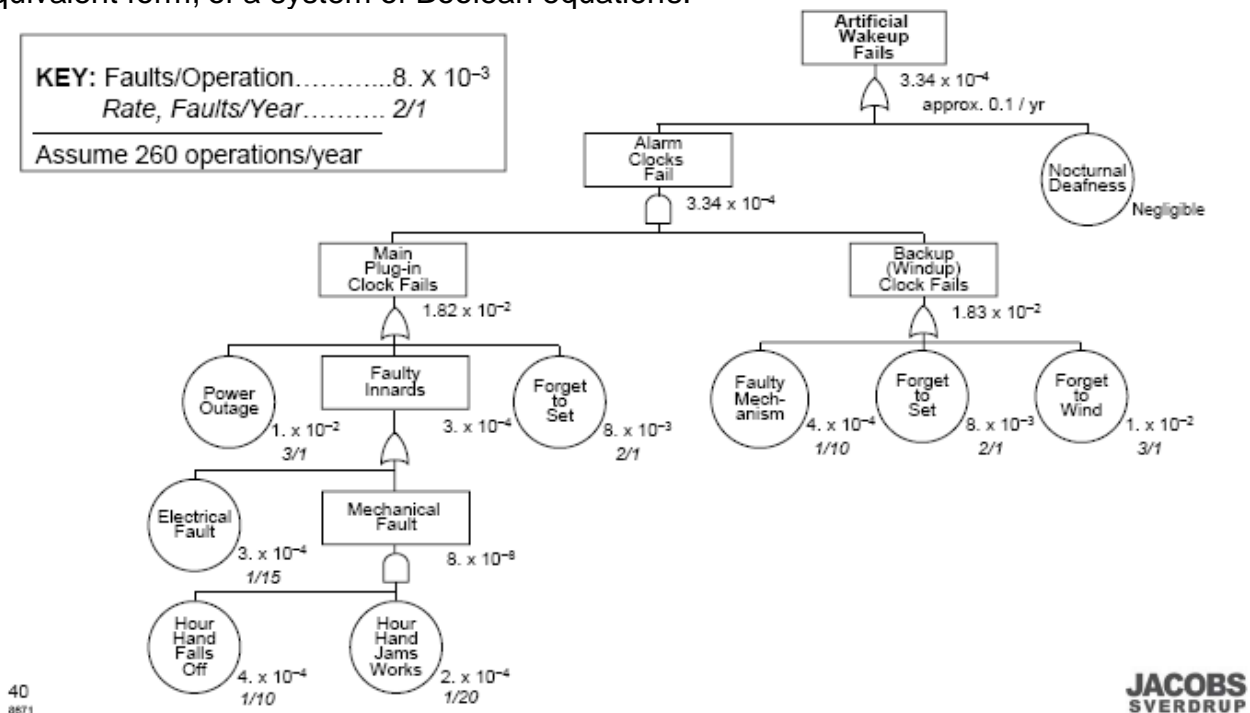 quivalent form, of a system of Boolean equations.
KEY: Faults/Operation...........8. X 10⁻³
Rate, Faults/Year.......... 2/1
Assume 260 operations/year
Artificial
Wakeup
Fails
3.34 x 10⁻⁴
approx. 0.1 / yr
Alarm
Clocks
Fail
3.34 x 10⁻⁴
Nocturnal
Deafness
Negligible
Main
Plug-in
Clock Fails
1.82 x 10⁻²
Backup
(Windup)
Clock Fails
1.83 x 10⁻²
Power
Outage
1. x 10⁻²
3/1
Faulty
Innards
3. x 10⁻⁴
Forget
to
Set
8. x 10⁻³
2/1
Faulty
Mech-
anism
4. x 10⁻⁴
1/10
Forget
to
Set
8. x 10⁻³
2/1
Forget
to
Wind
1. x 10⁻²
3/1
Electrical
Fault
3. x 10⁻⁴
1/15
Mechanical
Fault
8. x 10⁻⁸
Hour
Hand
Falls
Off
4. x 10⁻⁴
1/10
Hour
Hand
Jams
Works
2. x 10⁻⁴
1/20
40
8671
JACOBS
SVERDRUP